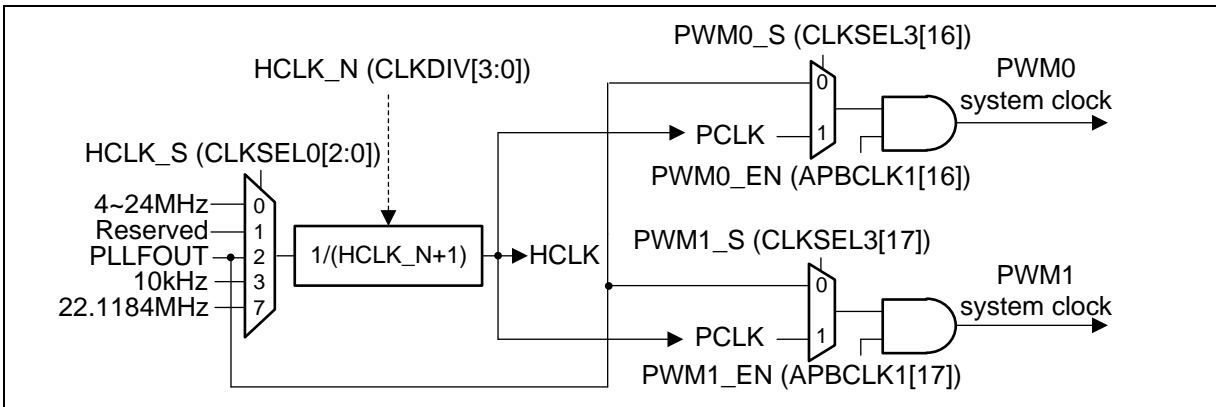 PWM0_S (CLKSEL3[16])
HCLK_N (CLKDIV[3:0])
0
PWM0
system clock
HCLK_S (CLKSEL0[2:0])
PCLK
1
PWM0_EN (APBCLK1[16])
4~24MHz
0
Reserved
1
PLLFOUT
2
10kHz
3
22.1184MHz
7
1/(HCLK_N+1)
HCLK
PWM1_S (CLKSEL3[17])
0
PWM1
system clock
PCLK
1
PWM1_EN (APBCLK1[17])